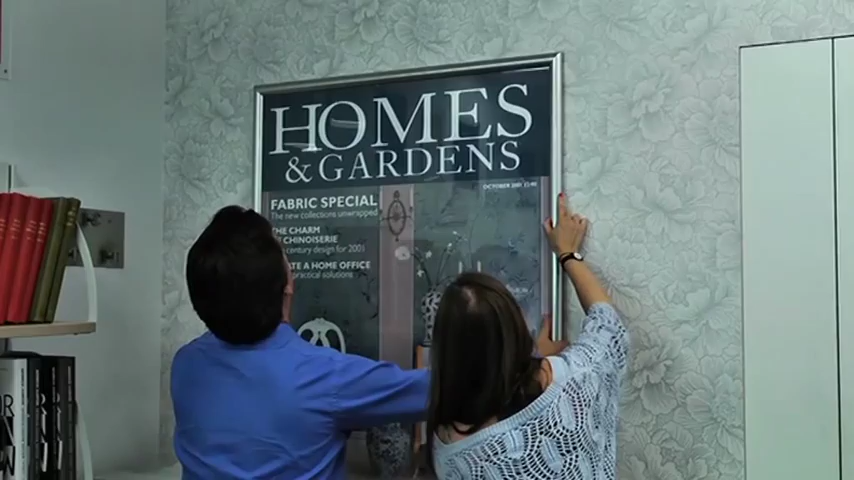 HOMES
& GARDENS
OCTOBER 2001
FABRIC SPECIAL
The new collections unwrapped
THE CHARM
CHINOISERIE
century design for 2001
A HOME OFFICE
practical solutions